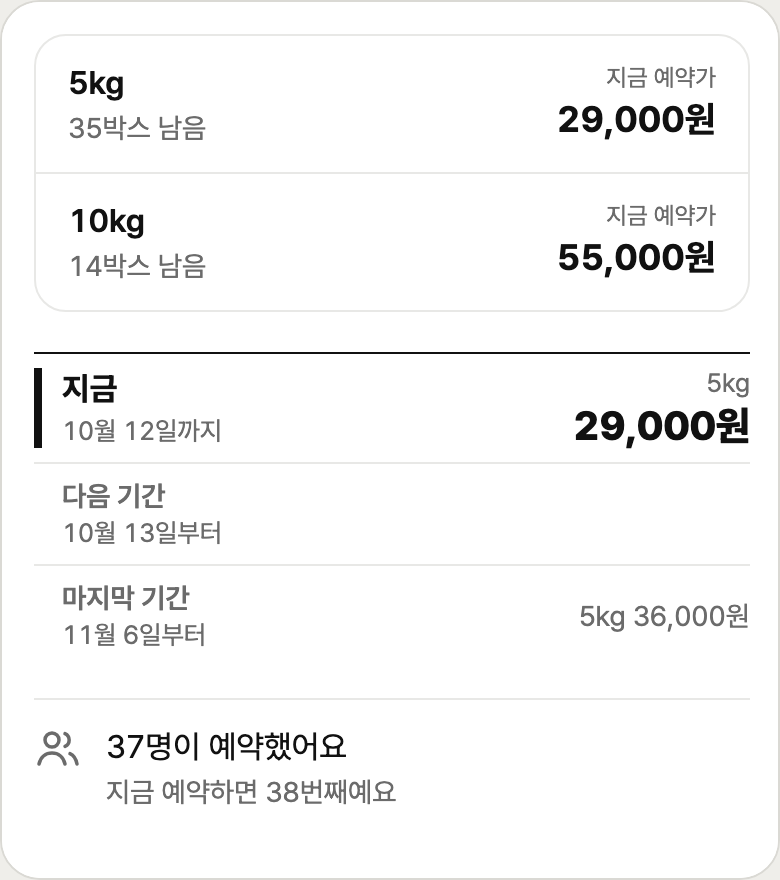 5kg
35박스 남음
지금 예약가
29,000원
10kg
14박스 남음
지금 예약가
55,000원
지금
10월 12일까지
5kg
29,000원
다음 기간
10월 13일부터
마지막 기간
11월 6일부터
5kg 36,000원
37명이 예약했어요
지금 예약하면 38번째예요